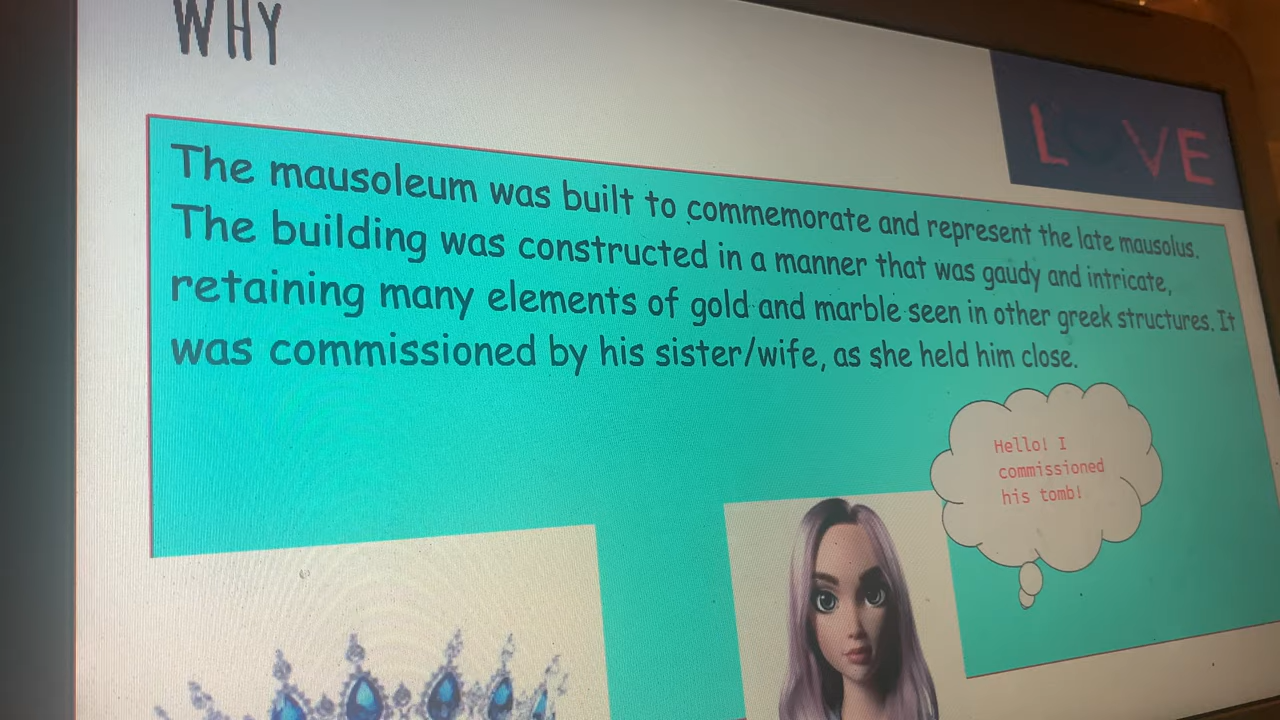 WHY
LOVE
The mausoleum was built to commemorate and represent the late mausolus.
The building was constructed in a manner that was gaudy and intricate,
retaining many elements of gold and marble seen in other greek structures. It
was commissioned by his sister/wife, as she held him close.
Hello! I
commissioned
his tomb!